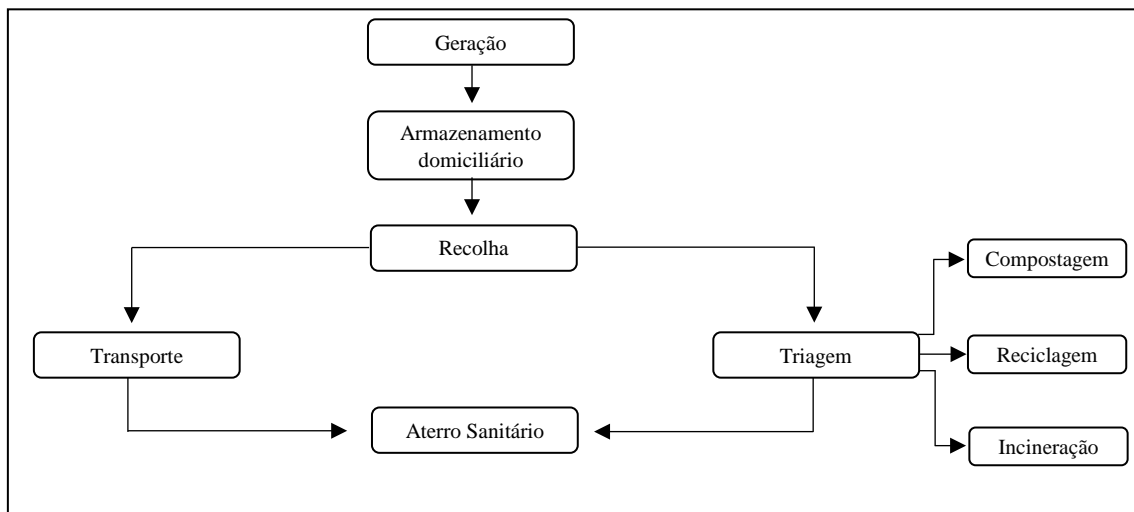 Geração
Armazenamento
domiciliário
Recolha
Compostagem
Transporte
Triagem
Reciclagem
Aterro Sanitário
Incineração